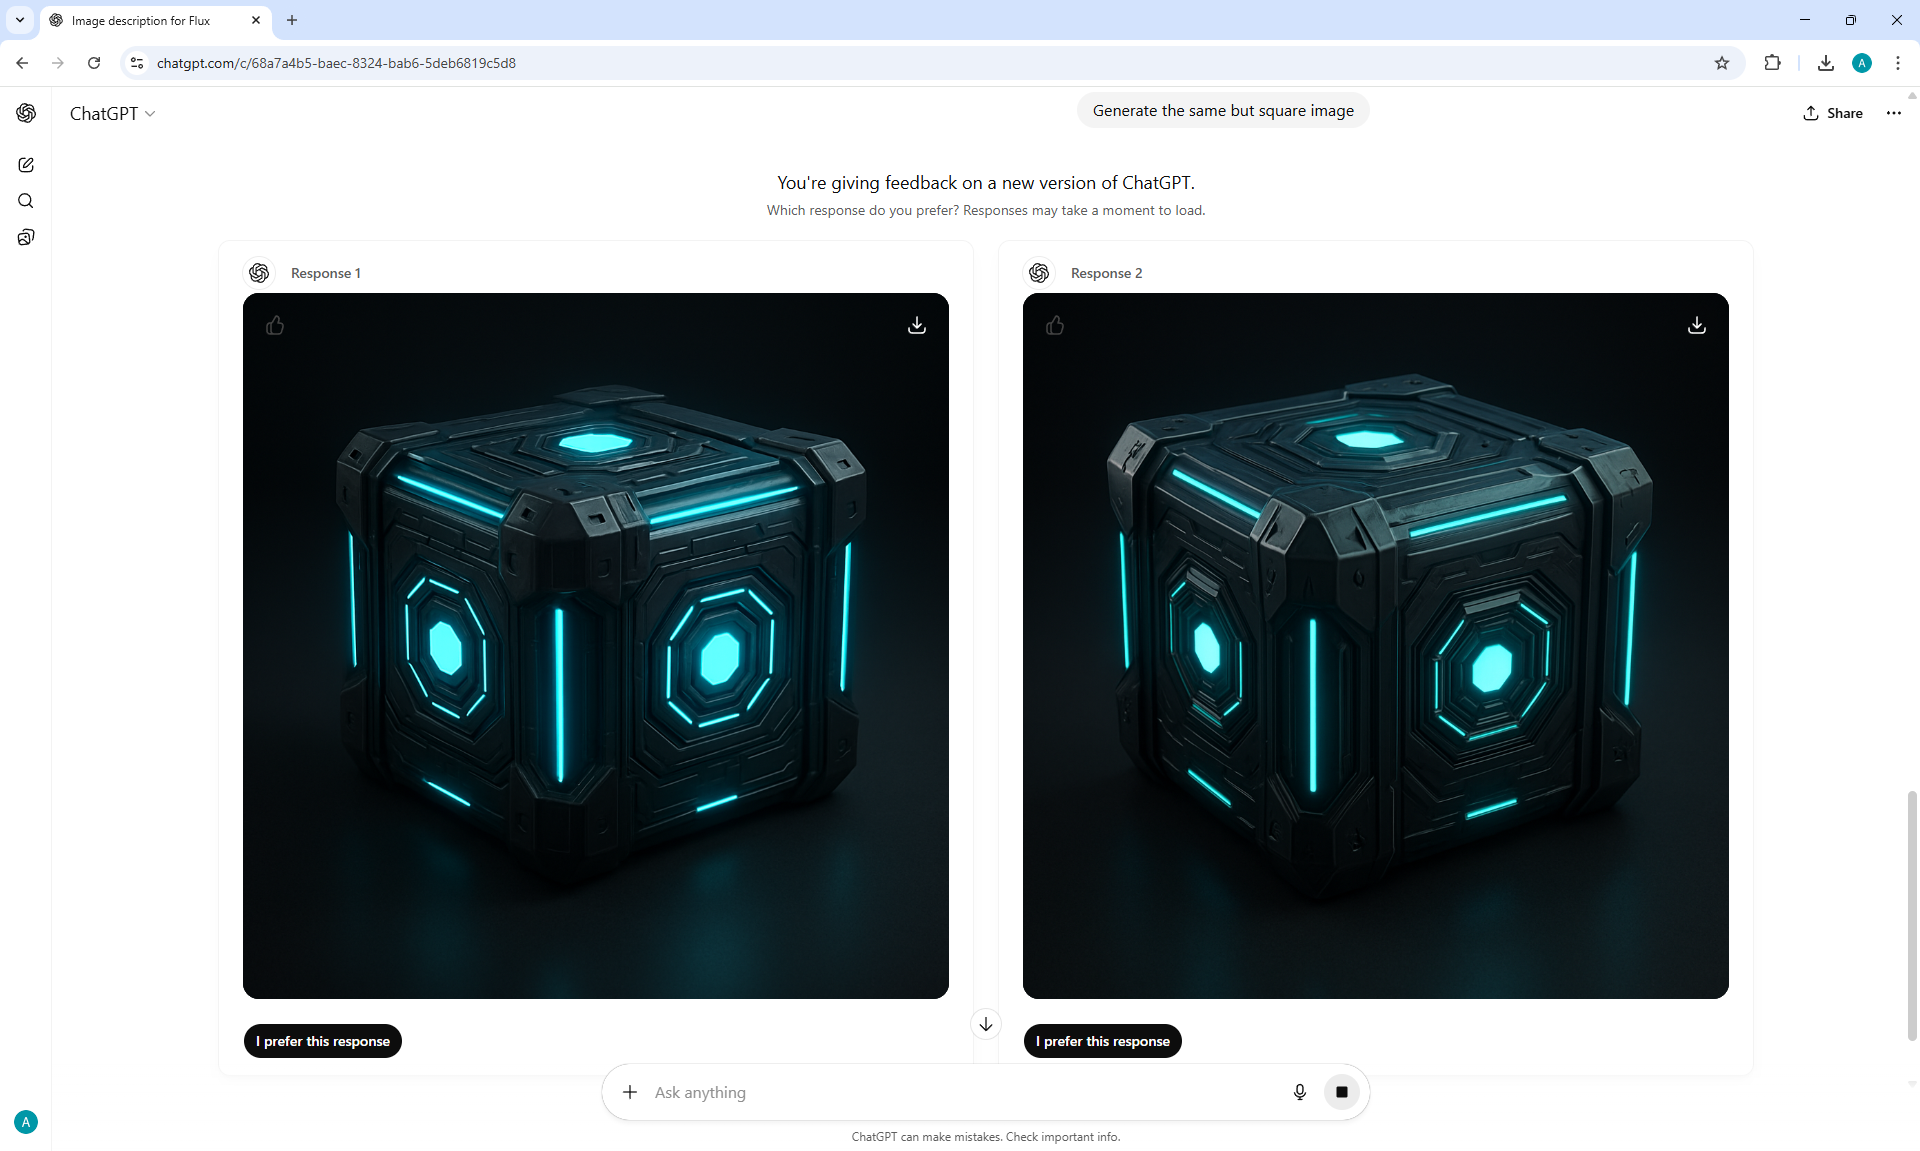 Image description for Flux
chatgpt.com/c/68a7a4b5-baec-8324-bab6-5deb6819c5d8
A
ChatGPT
Generate the same but square image
Share
You're giving feedback on a new version of ChatGPT.
Which response do you prefer? Responses may take a moment to load.
Response 1
Response 2
I prefer this response
I prefer this response
Ask anything
A
ChatGPT can make mistakes. Check important info.